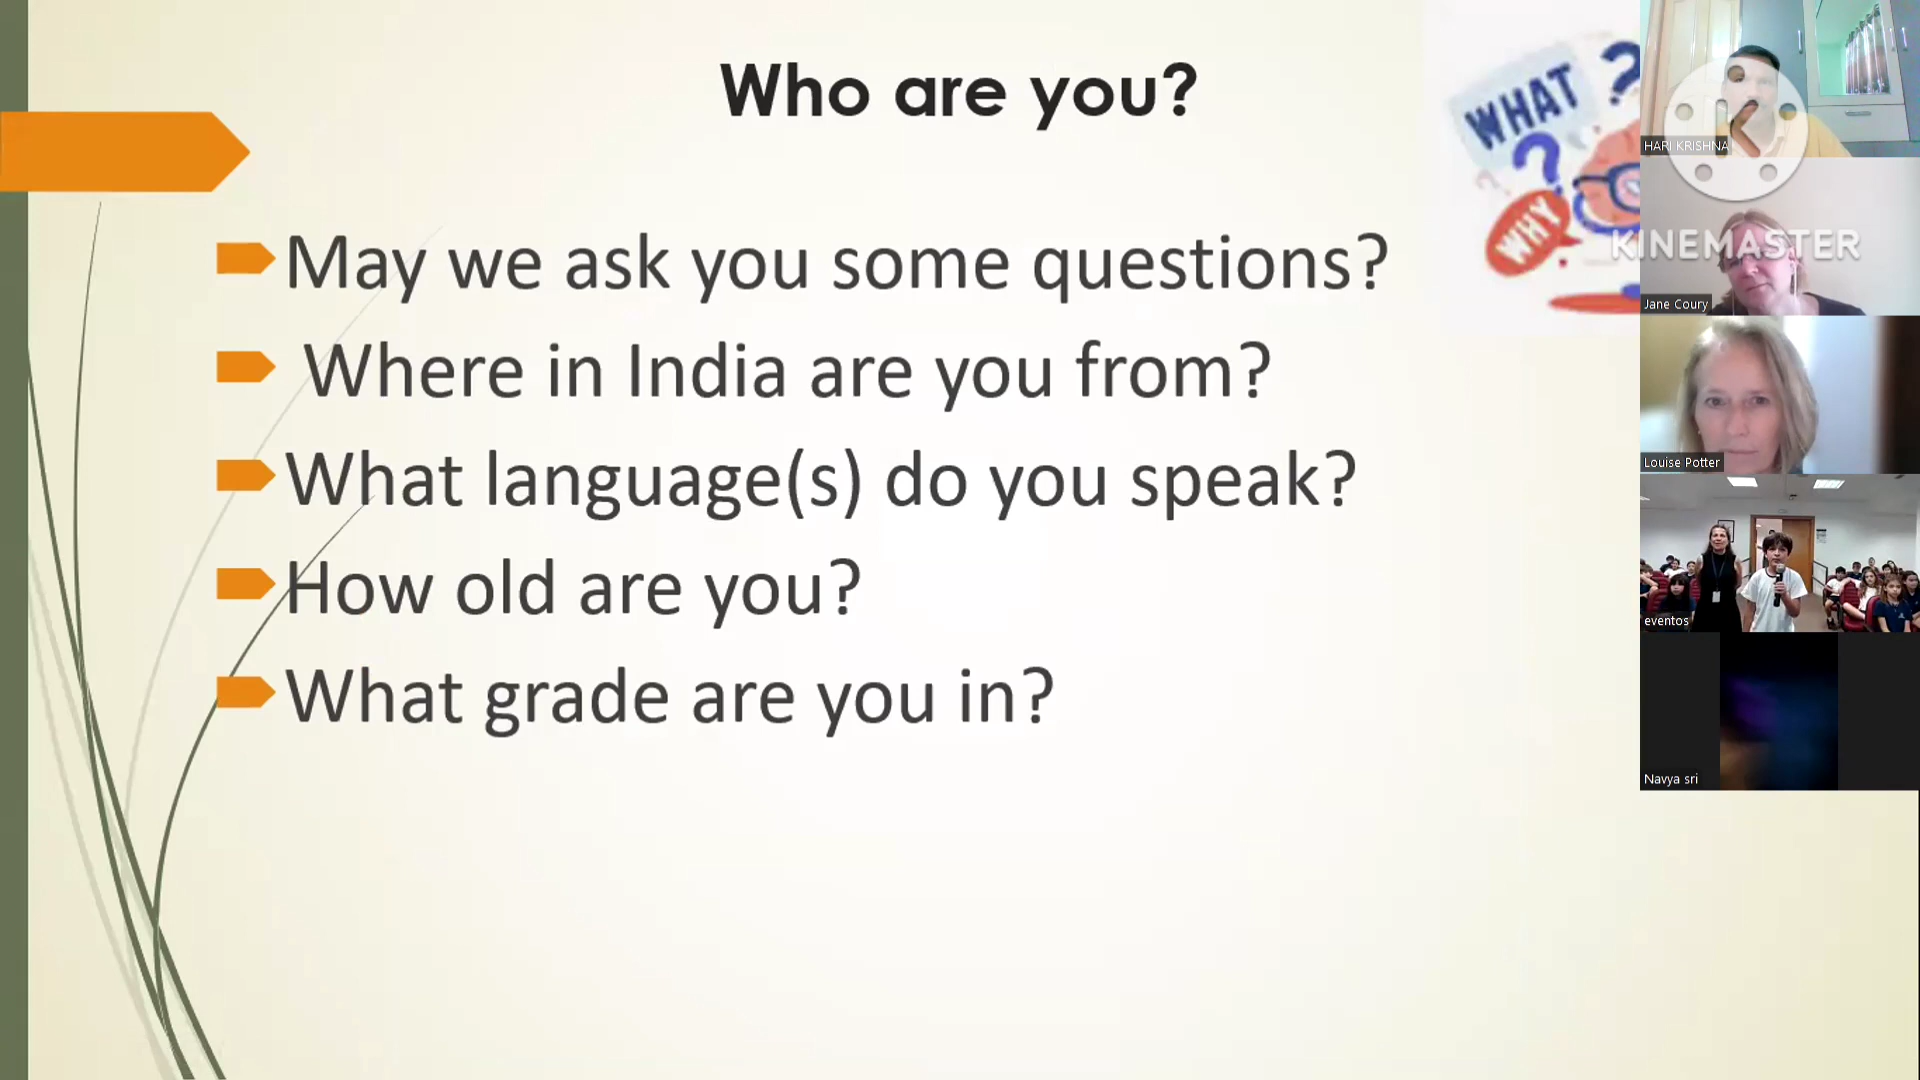 Who are you?
WHAT
WHY
May we ask you some questions?
Where in India are you from?
What language(s) do you speak?
How old are you?
What grade are you in?
HARI KRISHNA
KINEMASTER
Jane Coury
Louise Potter
eventos
Navya sri